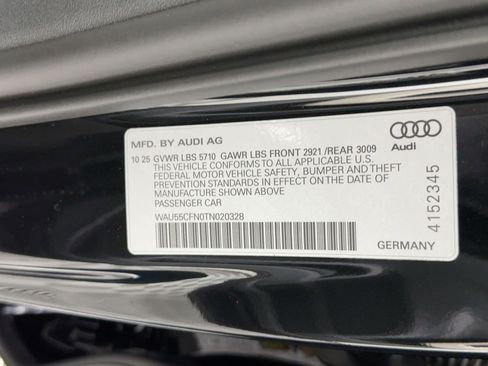 MFD. BY AUDI AG
10 25 GVWR LBS 5710 GAWR LBS FRONT 2921 /REAR 3009
THIS VEHICLE CONFORMS TO ALL APPLICABLE U.S.
FEDERAL MOTOR VEHICLE SAFETY, BUMPER AND THEFT
PREVENTION STANDARDS IN EFFECT ON THE DATE OF
MANUFACTURE SHOWN ABOVE
PASSENGER CAR
WAU55CFN0TN020328
Audi
4152345
GERMANY